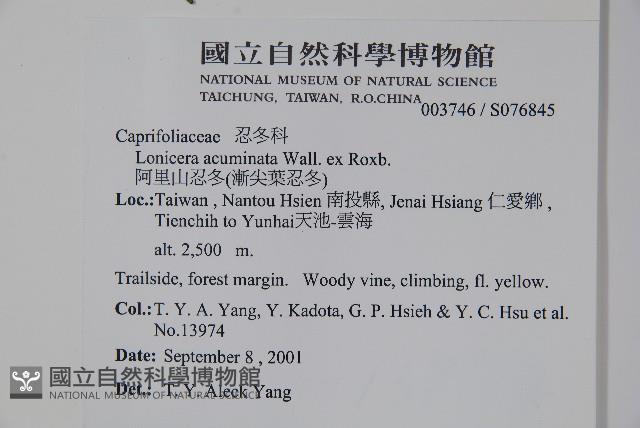 國立自然科學博物館
NATIONAL MUSEUM OF NATURAL SCIENCE
TAICHUNG, TAIWAN, R.O.CHINA
003746 / S076845
Caprifoliaceae 忍冬科
Lonicera acuminata Wall. ex Roxb.
阿里山忍冬(漸尖葉忍冬)
Loc.:Taiwan , Nantou Hsien 南投縣, Jenai Hsiang 仁愛鄉 ,
Tienchih to Yunhai天池-雲海
alt. 2,500 m.
Trailside, forest margin. Woody vine, climbing, fl. yellow.
Col.:T. Y. A. Yang, Y. Kadota, G. P. Hsieh & Y. C. Hsu et al.
No.13974
Date: September 8 , 2001
國立自然科學博物館
NATIONAL MUSEUM OF NATURAL SCIENCE
Det.: T. Y. Aleck Yang